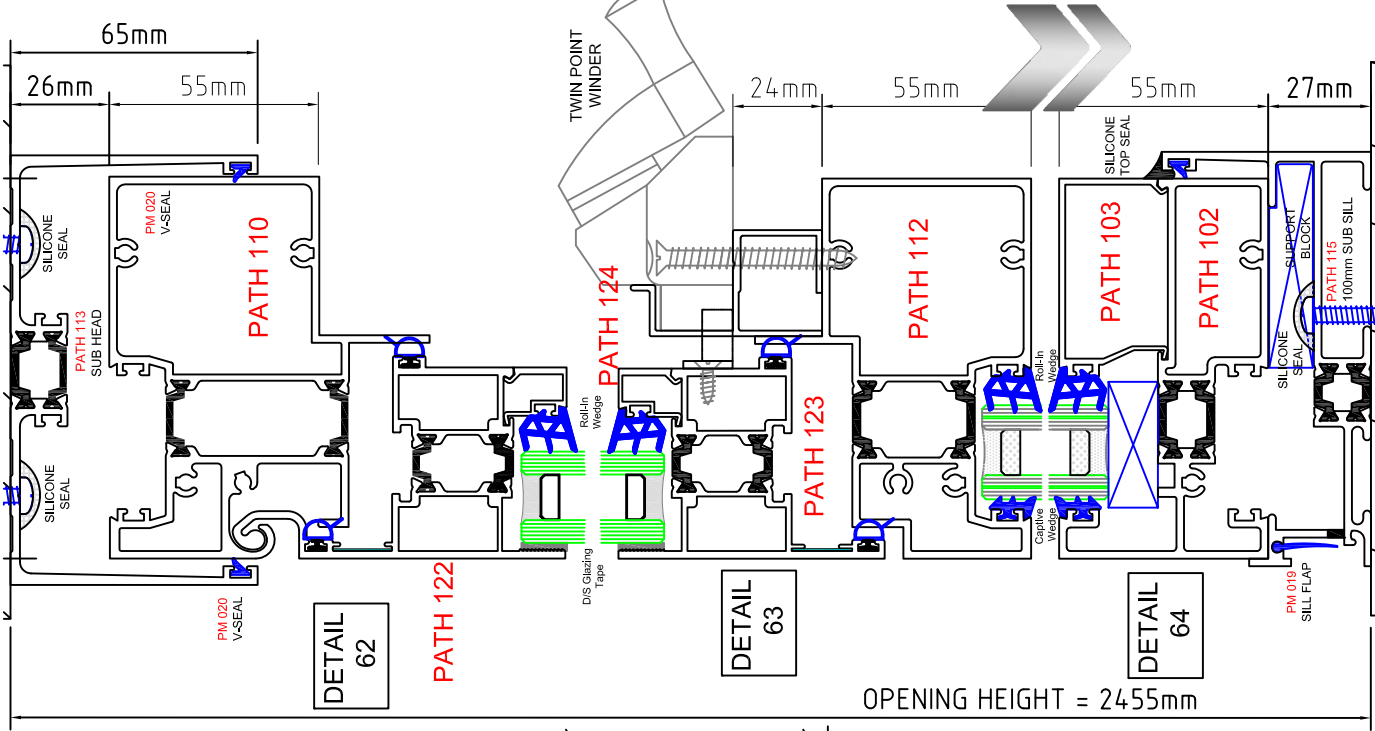 65mm
26mm
55mm
TWIN POINT
WINDER
24mm
55mm
55mm
27mm
SILICONE
TOP SEAL
SILICONE
SEAL
PM 020
V-SEAL
PATH 110
PATH 113
SUB HEAD
PATH 124
PATH 112
PATH 103
PATH 102
SUPPORT
BLOCK
PATH 115
100mm SUB SILL
SILICONE
SEAL
Roll-In
Wedge
Roll-In
Wedge
PATH 123
SILICONE
SEAL
Captive
Wedge
D/S Glazing
Tape
PM 020
V-SEAL
PATH 122
PM 019
SILL FLAP
DETAIL
62
DETAIL
63
DETAIL
64
OPENING HEIGHT = 2455mm